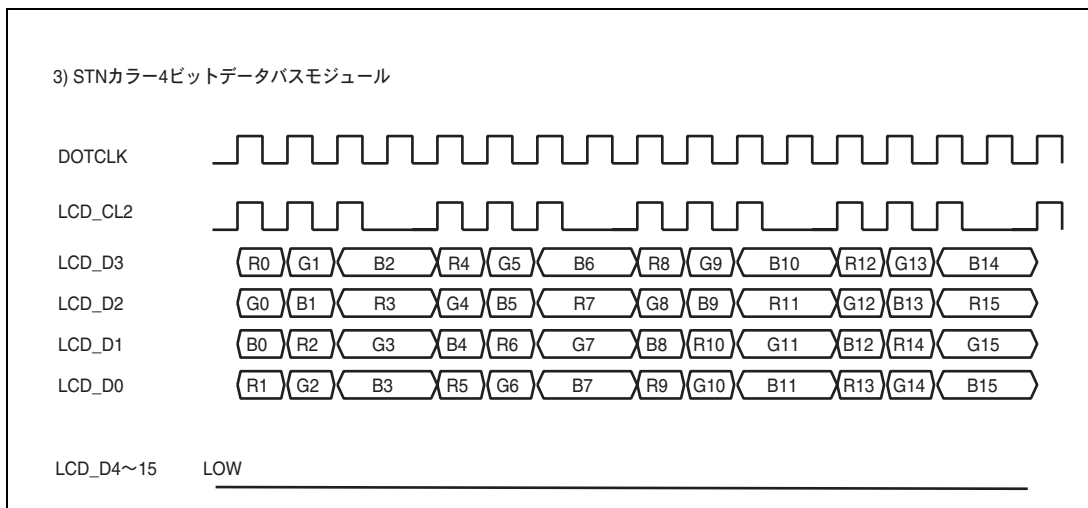 3) STNカラー4ビットデータバスモジュール
DOTCLK
LCD_CL2
LCD_D3 R0 G1 B2 R4 G5 B6 R8 G9 B10 R12 G13 B14
LCD_D2 G0 B1 R3 G4 B5 R7 G8 B9 R11 G12 B13 R15
LCD_D1 B0 R2 G3 B4 R6 G7 B8 R10 G11 B12 R14 G15
LCD_D0 R1 G2 B3 R5 G6 B7 R9 G10 B11 R13 G14 B15
LCD_D4～15 LOW